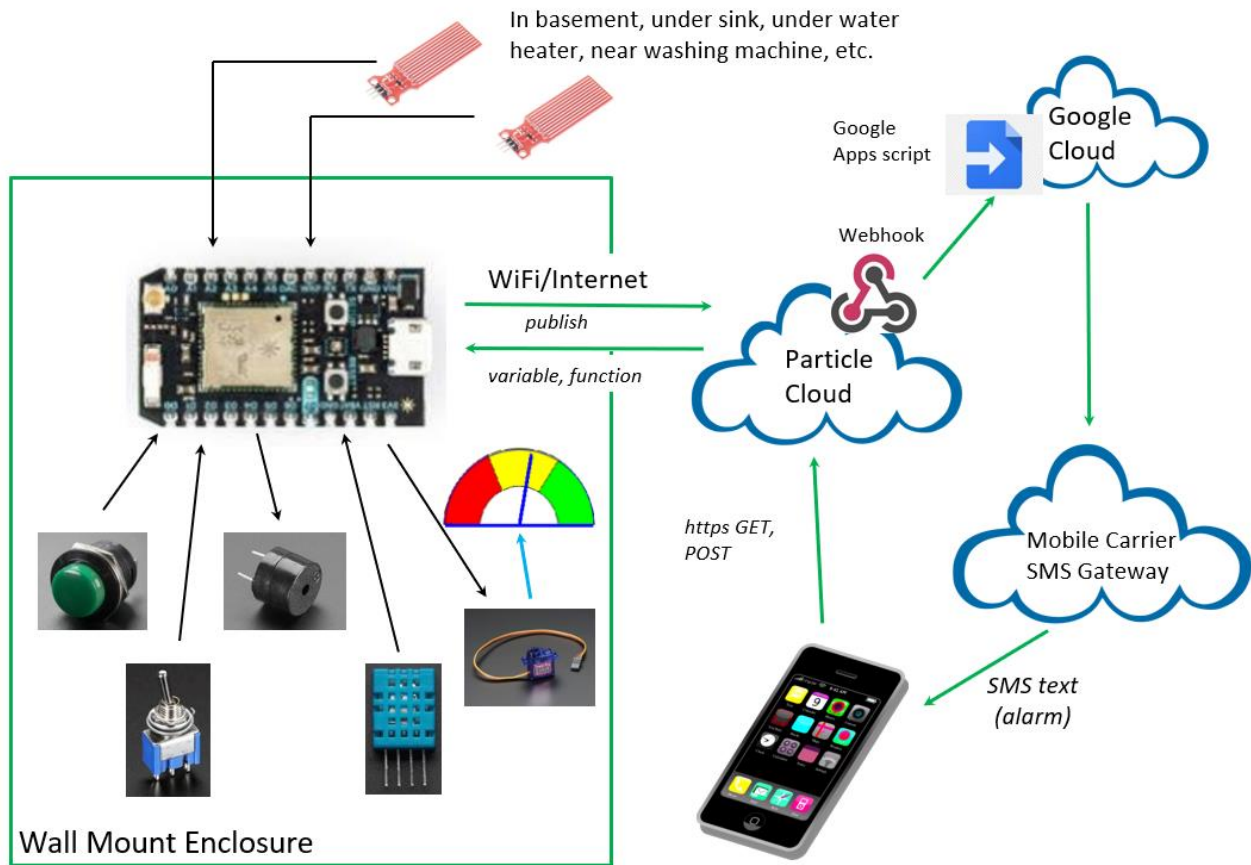 In basement, under sink, under water
heater, near washing machine, etc.
Google
Apps script
Google
Cloud
Webhook
WiFi/Internet
publish
variable, function
Particle
Cloud
https GET,
POST
Mobile Carrier
SMS Gateway
SMS text
(alarm)
Wall Mount Enclosure